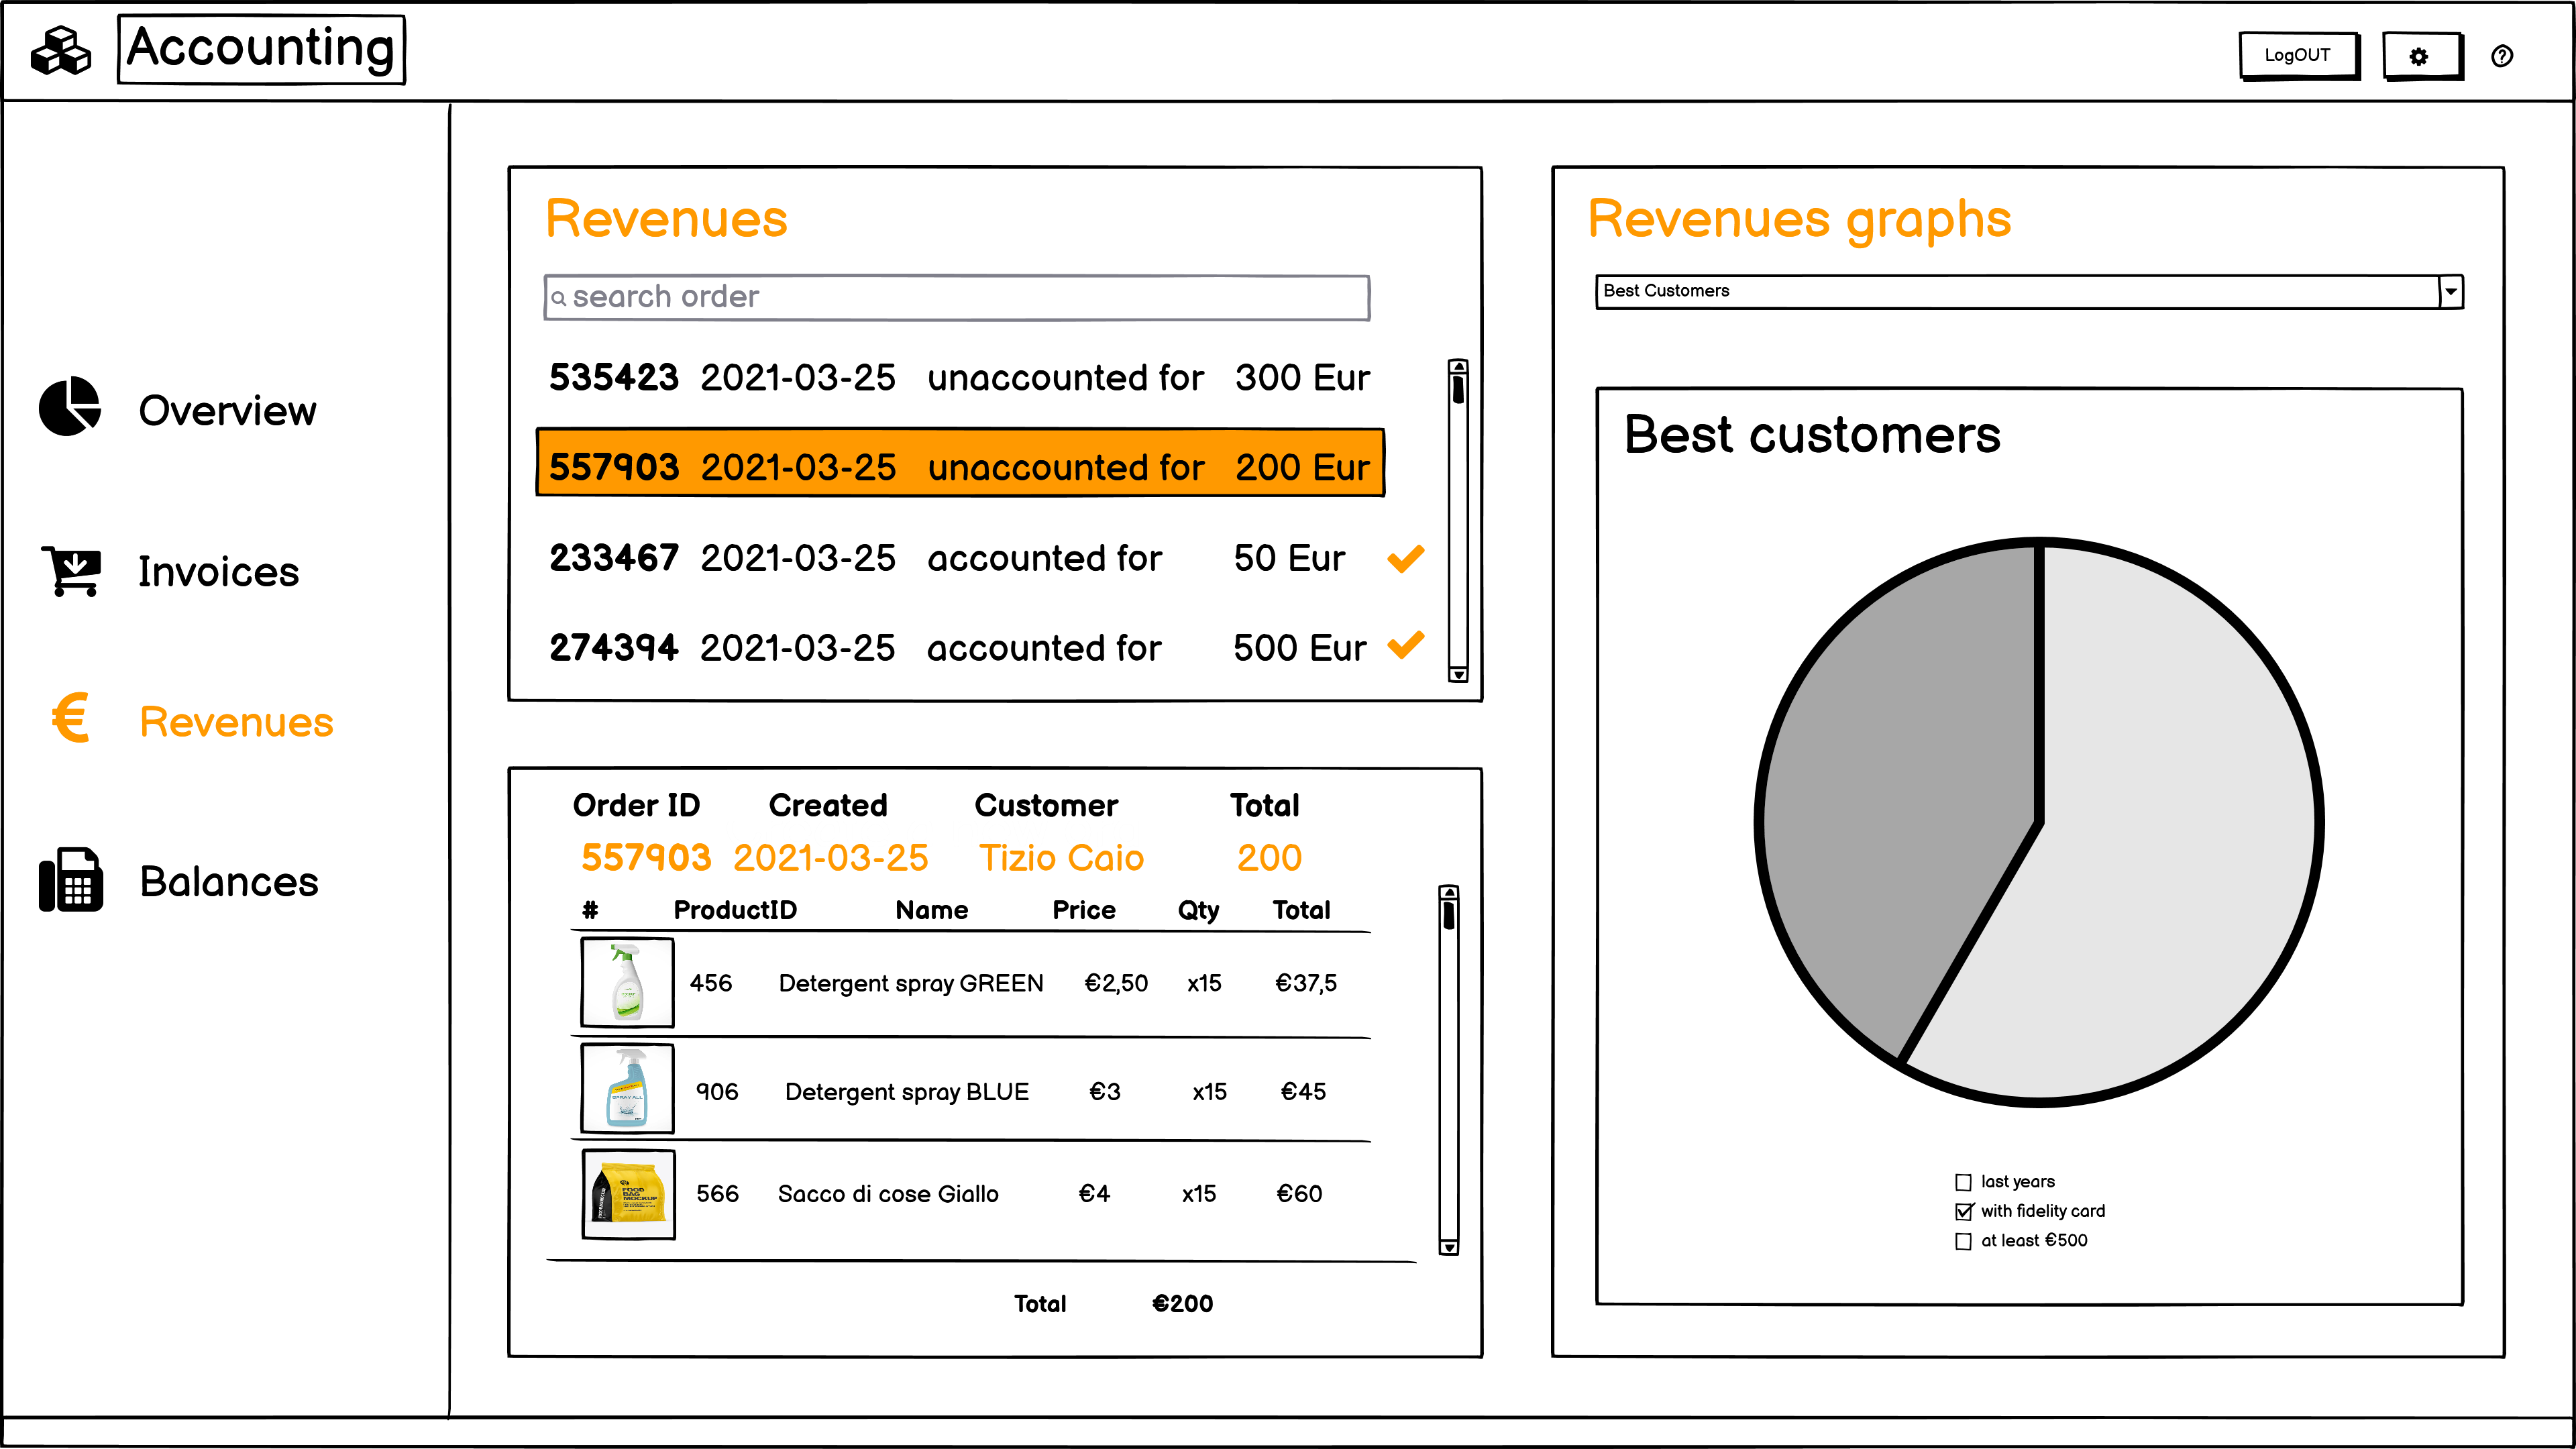 Accounting
LogOUT
Overview
Invoices
Revenues
Balances
Revenues
search order
535423 2021-03-25 unaccounted for 300 Eur
557903 2021-03-25 unaccounted for 200 Eur
233467 2021-03-25 accounted for 50 Eur
274394 2021-03-25 accounted for 500 Eur
Order ID Created Customer Total
557903 2021-03-25 Tizio Caio 200
# ProductID Name Price Qty Total
456 Detergent spray GREEN €2,50 x15 €37,5
SPRAY ALL
906 Detergent spray BLUE €3 x15 €45
FOOD
BAG
MOCKUP
566 Sacco di cose Giallo €4 x15 €60
Total €200
Revenues graphs
Best Customers
Best customers
last years
with fidelity card
at least €500